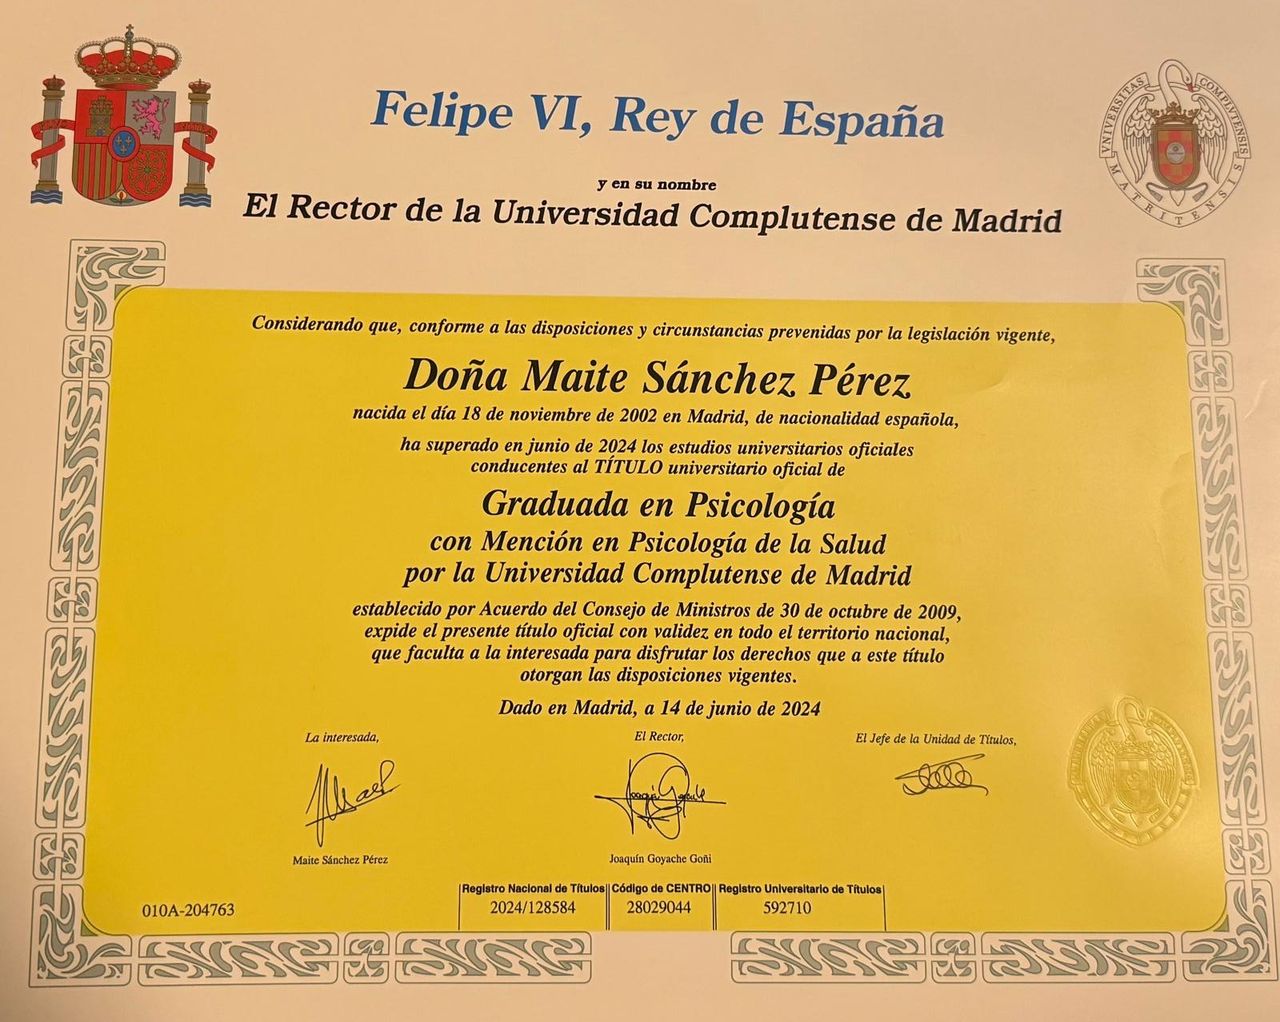 Felipe VI, Rey de España
y en su nombre
El Rector de la Universidad Complutense de Madrid
VNIVERSITAS COMPLVTENSIS
MATRITENSIS
Considerando que, conforme a las disposiciones y circunstancias prevenidas por la legislación vigente,
Doña Maite Sánchez Pérez
nacida el día 18 de noviembre de 2002 en Madrid, de nacionalidad española,
ha superado en junio de 2024 los estudios universitarios oficiales
conducentes al TÍTULO universitario oficial de
Graduada en Psicología
con Mención en Psicología de la Salud
por la Universidad Complutense de Madrid
establecido por Acuerdo del Consejo de Ministros de 30 de octubre de 2009,
expide el presente título oficial con validez en todo el territorio nacional,
que faculta a la interesada para disfrutar los derechos que a este título
otorgan las disposiciones vigentes.
Dado en Madrid, a 14 de junio de 2024
La interesada,
El Rector,
El Jefe de la Unidad de Títulos,
Maite Sánchez Pérez
Joaquín Goyache Goñi
Registro Nacional de Títulos
Código de CENTRO
Registro Universitario de Títulos
010A-204763
2024/128584
28029044
592710